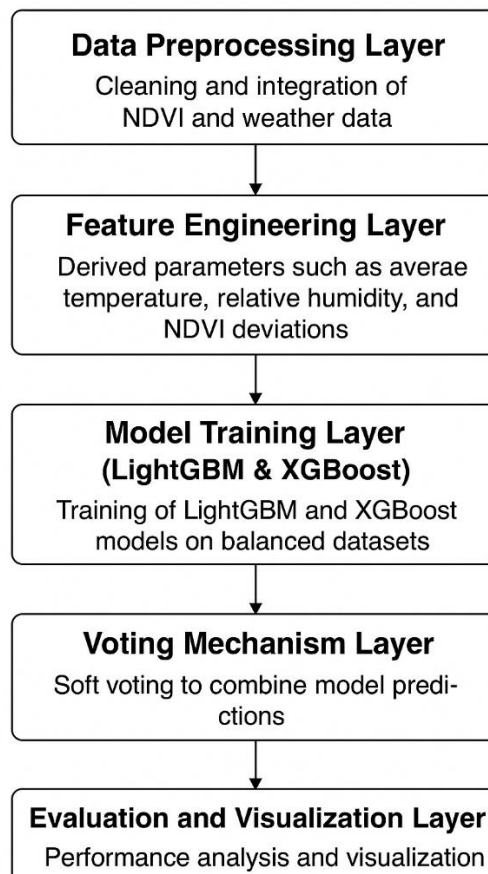 Data Preprocessing Layer
Cleaning and integration of
NDVI and weather data
Feature Engineering Layer
Derived parameters such as averae
temperature, relative humidity, and
NDVI deviations
Model Training Layer
(LightGBM & XGBoost)
Training of LightGBM and XGBoost
models on balanced datasets
Voting Mechanism Layer
Soft voting to combine model predi-
ctions
Evaluation and Visualization Layer
Performance analysis and visualization